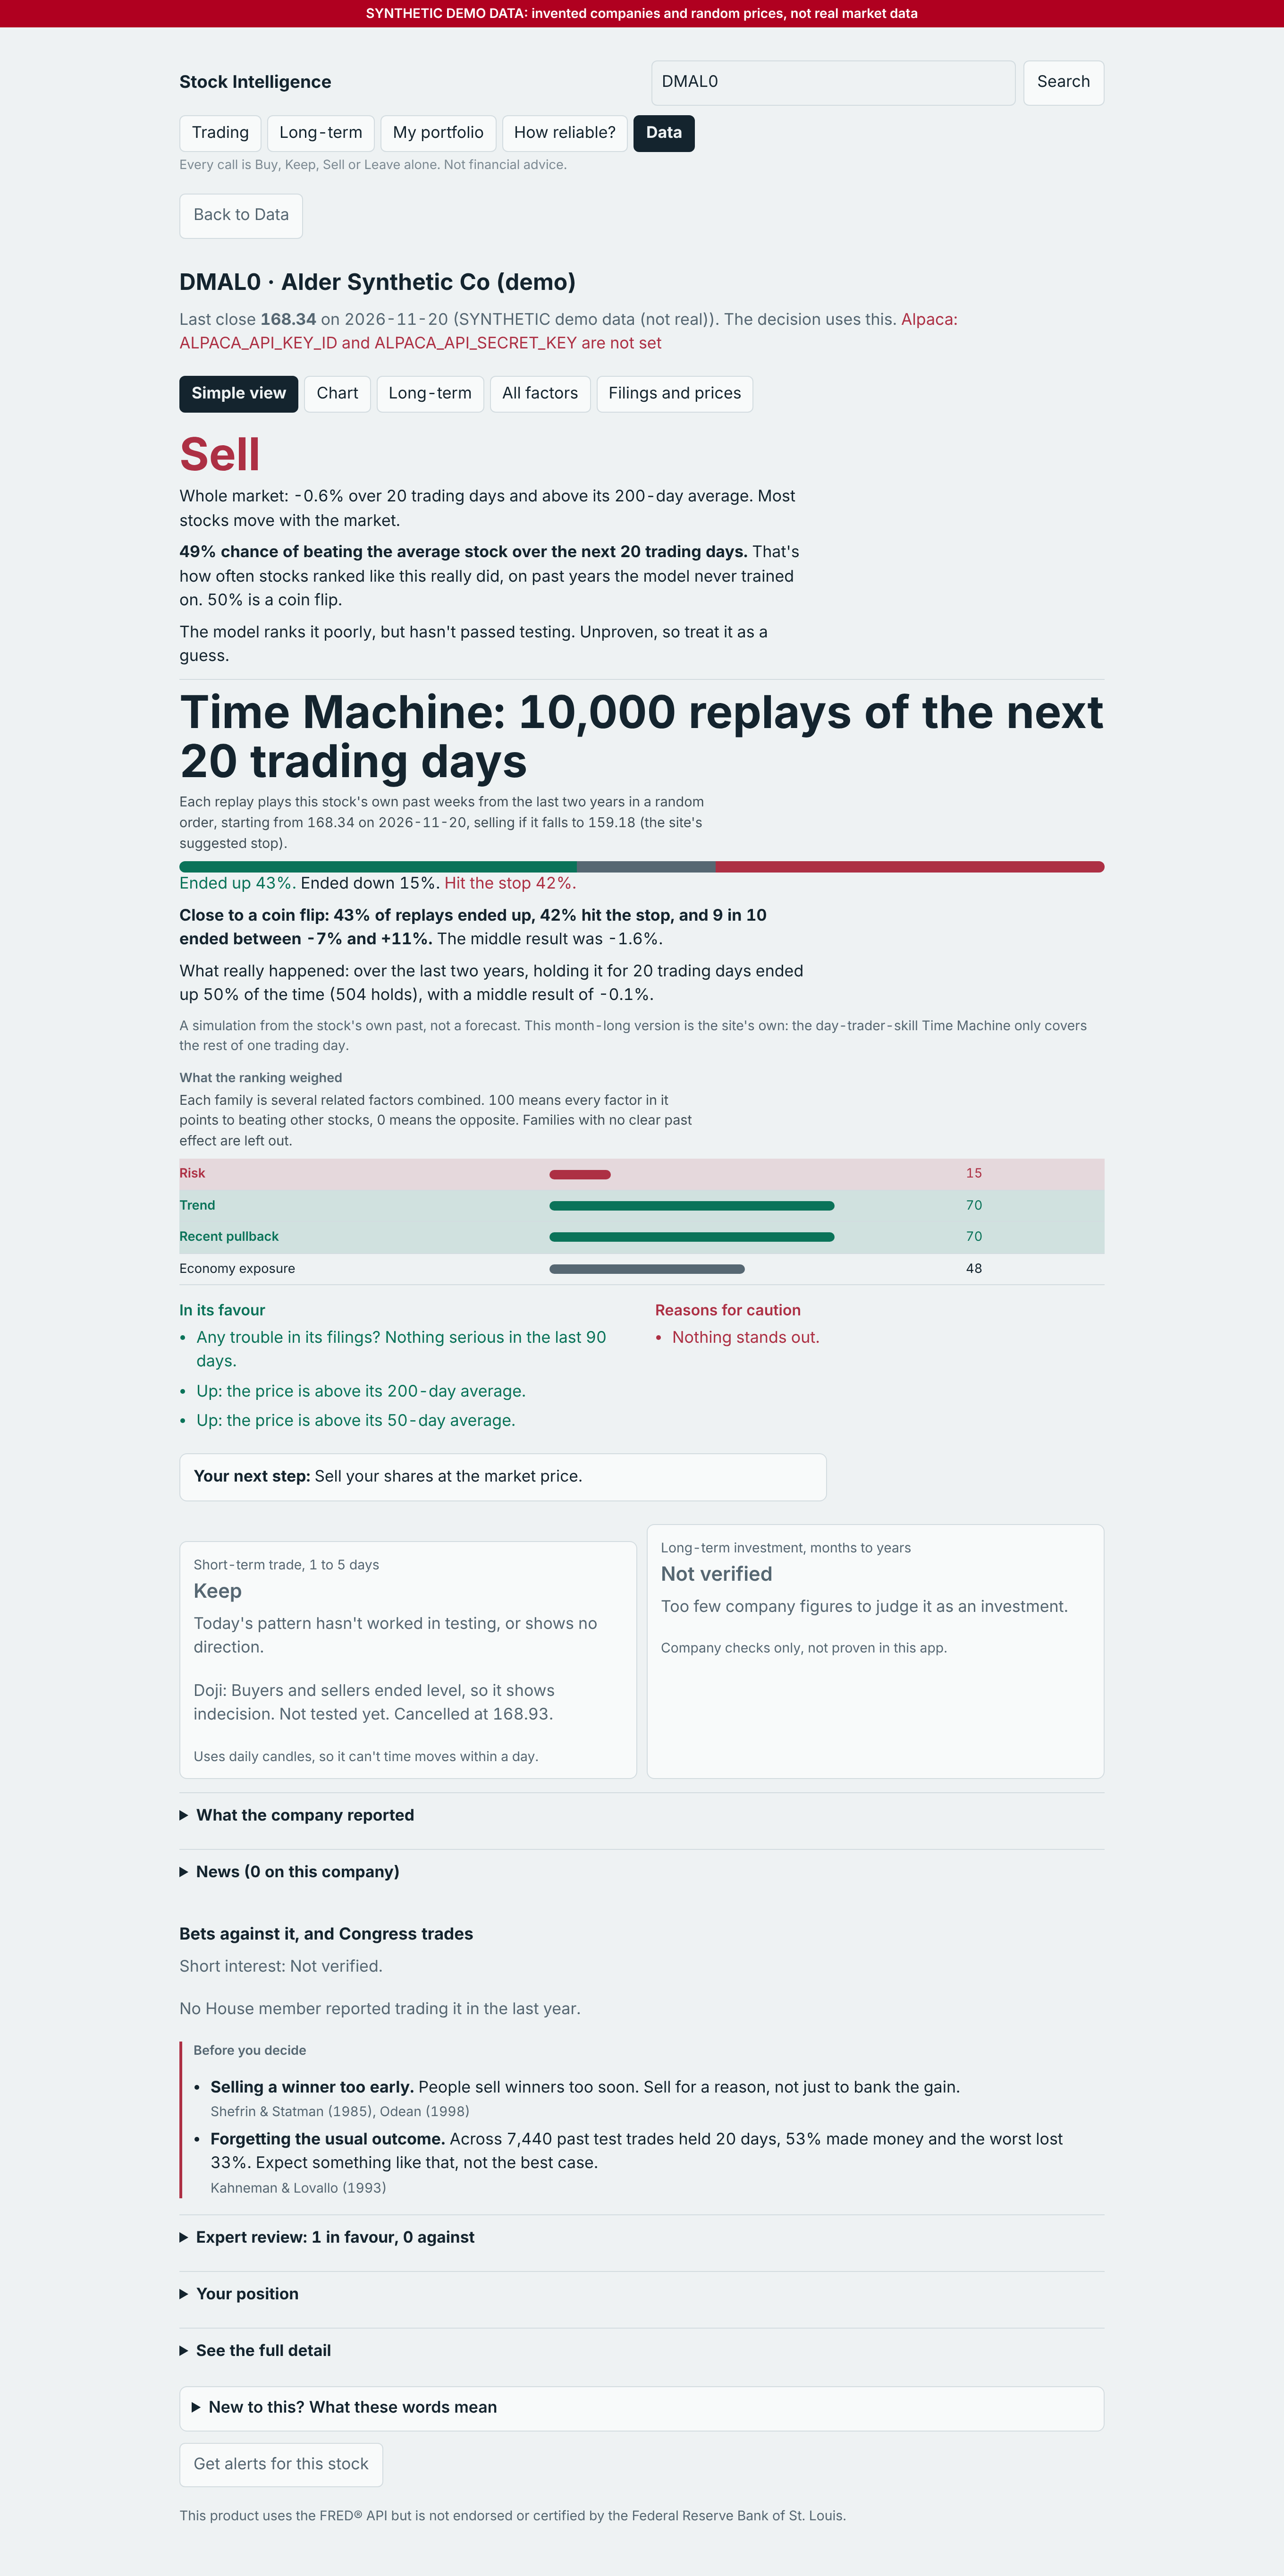 SYNTHETIC DEMO DATA: invented companies and random prices, not real market data
Stock Intelligence
DMAL0
Search
Trading
Long-term
My portfolio
How reliable?
Data
Every call is Buy, Keep, Sell or Leave alone. Not financial advice.
Back to Data
DMAL0 · Alder Synthetic Co (demo)
Last close 168.34 on 2026-11-20 (SYNTHETIC demo data (not real)). The decision uses this. Alpaca:
ALPACA_API_KEY_ID and ALPACA_API_SECRET_KEY are not set
Simple view
Chart
Long-term
All factors
Filings and prices
Sell
Whole market: -0.6% over 20 trading days and above its 200-day average. Most
stocks move with the market.
49% chance of beating the average stock over the next 20 trading days. That's
how often stocks ranked like this really did, on past years the model never trained
on. 50% is a coin flip.
The model ranks it poorly, but hasn't passed testing. Unproven, so treat it as a
guess.
Time Machine: 10,000 replays of the next
20 trading days
Each replay plays this stock's own past weeks from the last two years in a random
order, starting from 168.34 on 2026-11-20, selling if it falls to 159.18 (the site's
suggested stop).
Ended up 43%. Ended down 15%. Hit the stop 42%.
Close to a coin flip: 43% of replays ended up, 42% hit the stop, and 9 in 10
ended between -7% and +11%. The middle result was -1.6%.
What really happened: over the last two years, holding it for 20 trading days ended
up 50% of the time (504 holds), with a middle result of -0.1%.
A simulation from the stock's own past, not a forecast. This month-long version is the site's own: the day-trader-skill Time Machine only covers
the rest of one trading day.
What the ranking weighed
Each family is several related factors combined. 100 means every factor in it
points to beating other stocks, 0 means the opposite. Families with no clear past
effect are left out.
Risk 15
Trend 70
Recent pullback 70
Economy exposure 48
In its favour
• Any trouble in its filings? Nothing serious in the last 90
days.
• Up: the price is above its 200-day average.
• Up: the price is above its 50-day average.
Reasons for caution
• Nothing stands out.
Your next step: Sell your shares at the market price.
Short-term trade, 1 to 5 days
Keep
Today's pattern hasn't worked in testing, or shows no
direction.
Doji: Buyers and sellers ended level, so it shows
indecision. Not tested yet. Cancelled at 168.93.
Uses daily candles, so it can't time moves within a day.
Long-term investment, months to years
Not verified
Too few company figures to judge it as an investment.
Company checks only, not proven in this app.
What the company reported
News (0 on this company)
Bets against it, and Congress trades
Short interest: Not verified.
No House member reported trading it in the last year.
Before you decide
• Selling a winner too early. People sell winners too soon. Sell for a reason, not just to bank the gain.
Shefrin & Statman (1985), Odean (1998)
• Forgetting the usual outcome. Across 7,440 past test trades held 20 days, 53% made money and the worst lost
33%. Expect something like that, not the best case.
Kahneman & Lovallo (1993)
Expert review: 1 in favour, 0 against
Your position
See the full detail
New to this? What these words mean
Get alerts for this stock
This product uses the FRED® API but is not endorsed or certified by the Federal Reserve Bank of St. Louis.